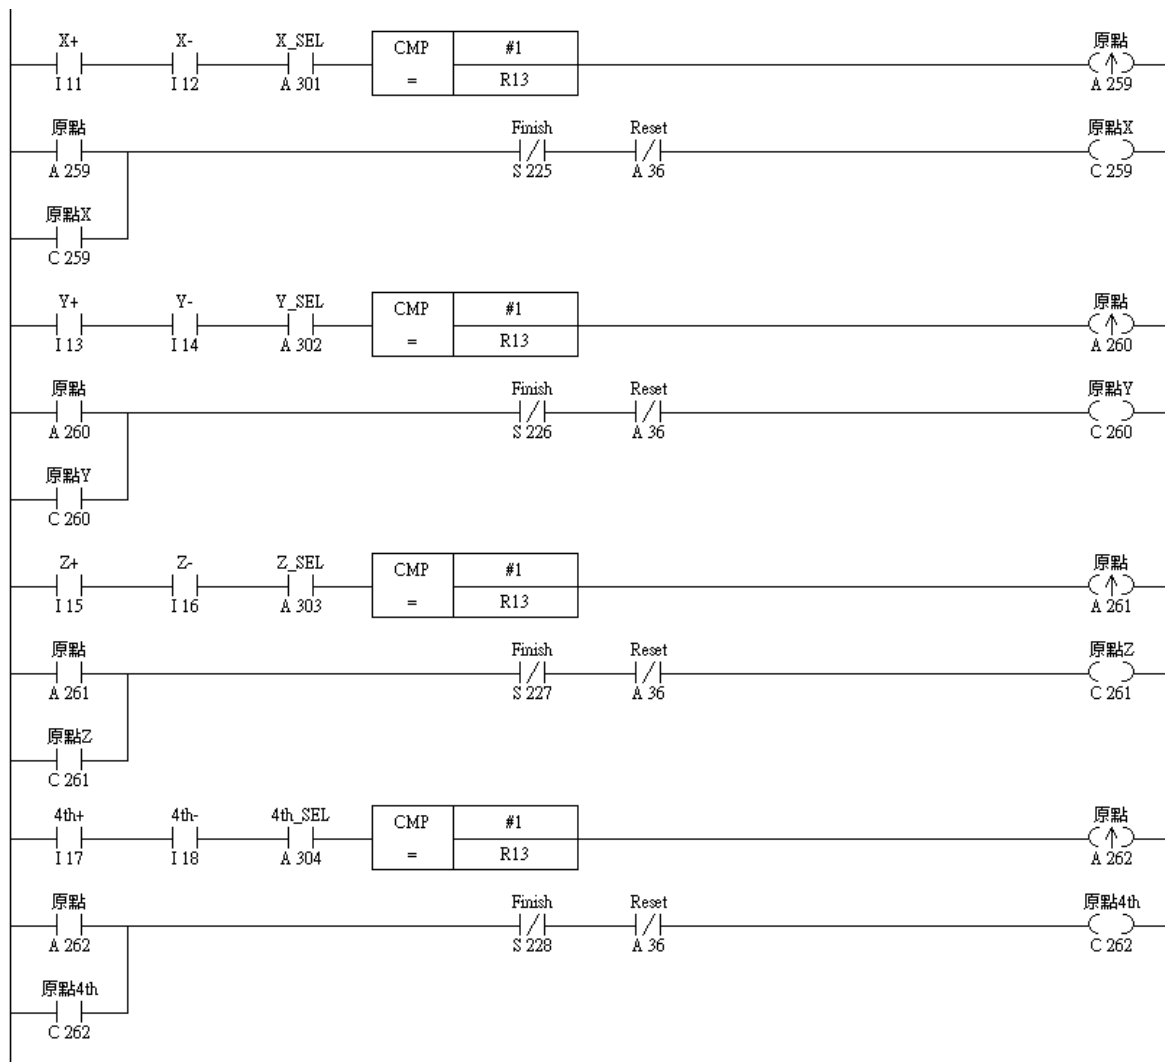 X+ X- X_SEL 原點
CMP #1
I 11 I 12 A 301 = R13 A 259
原點 Finish Reset 原點X
A 259 S 225 A 36 C 259
原點X
C 259
Y+ Y- Y_SEL 原點
CMP #1
I 13 I 14 A 302 = R13 A 260
原點 Finish Reset 原點Y
A 260 S 226 A 36 C 260
原點Y
C 260
Z+ Z- Z_SEL 原點
CMP #1
I 15 I 16 A 303 = R13 A 261
原點 Finish Reset 原點Z
A 261 S 227 A 36 C 261
原點Z
C 261
4th+ 4th- 4th_SEL 原點
CMP #1
I 17 I 18 A 304 = R13 A 262
原點 Finish Reset 原點4th
A 262 S 228 A 36 C 262
原點4th
C 262